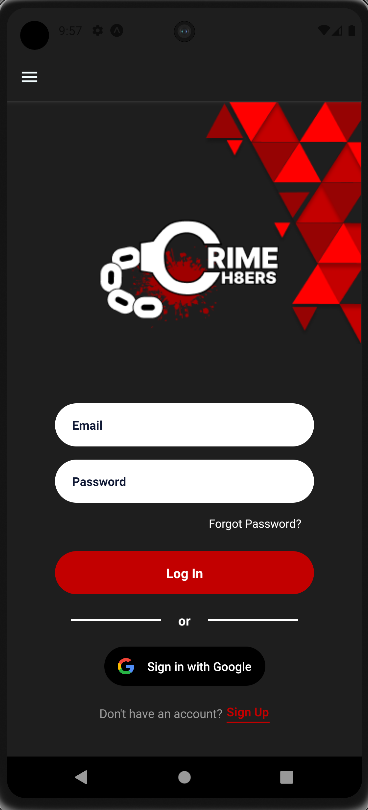 9:57
CRIME
H8ERS
Email
Password
Forgot Password?
Log In
or
Sign in with Google
Don't have an account? Sign Up